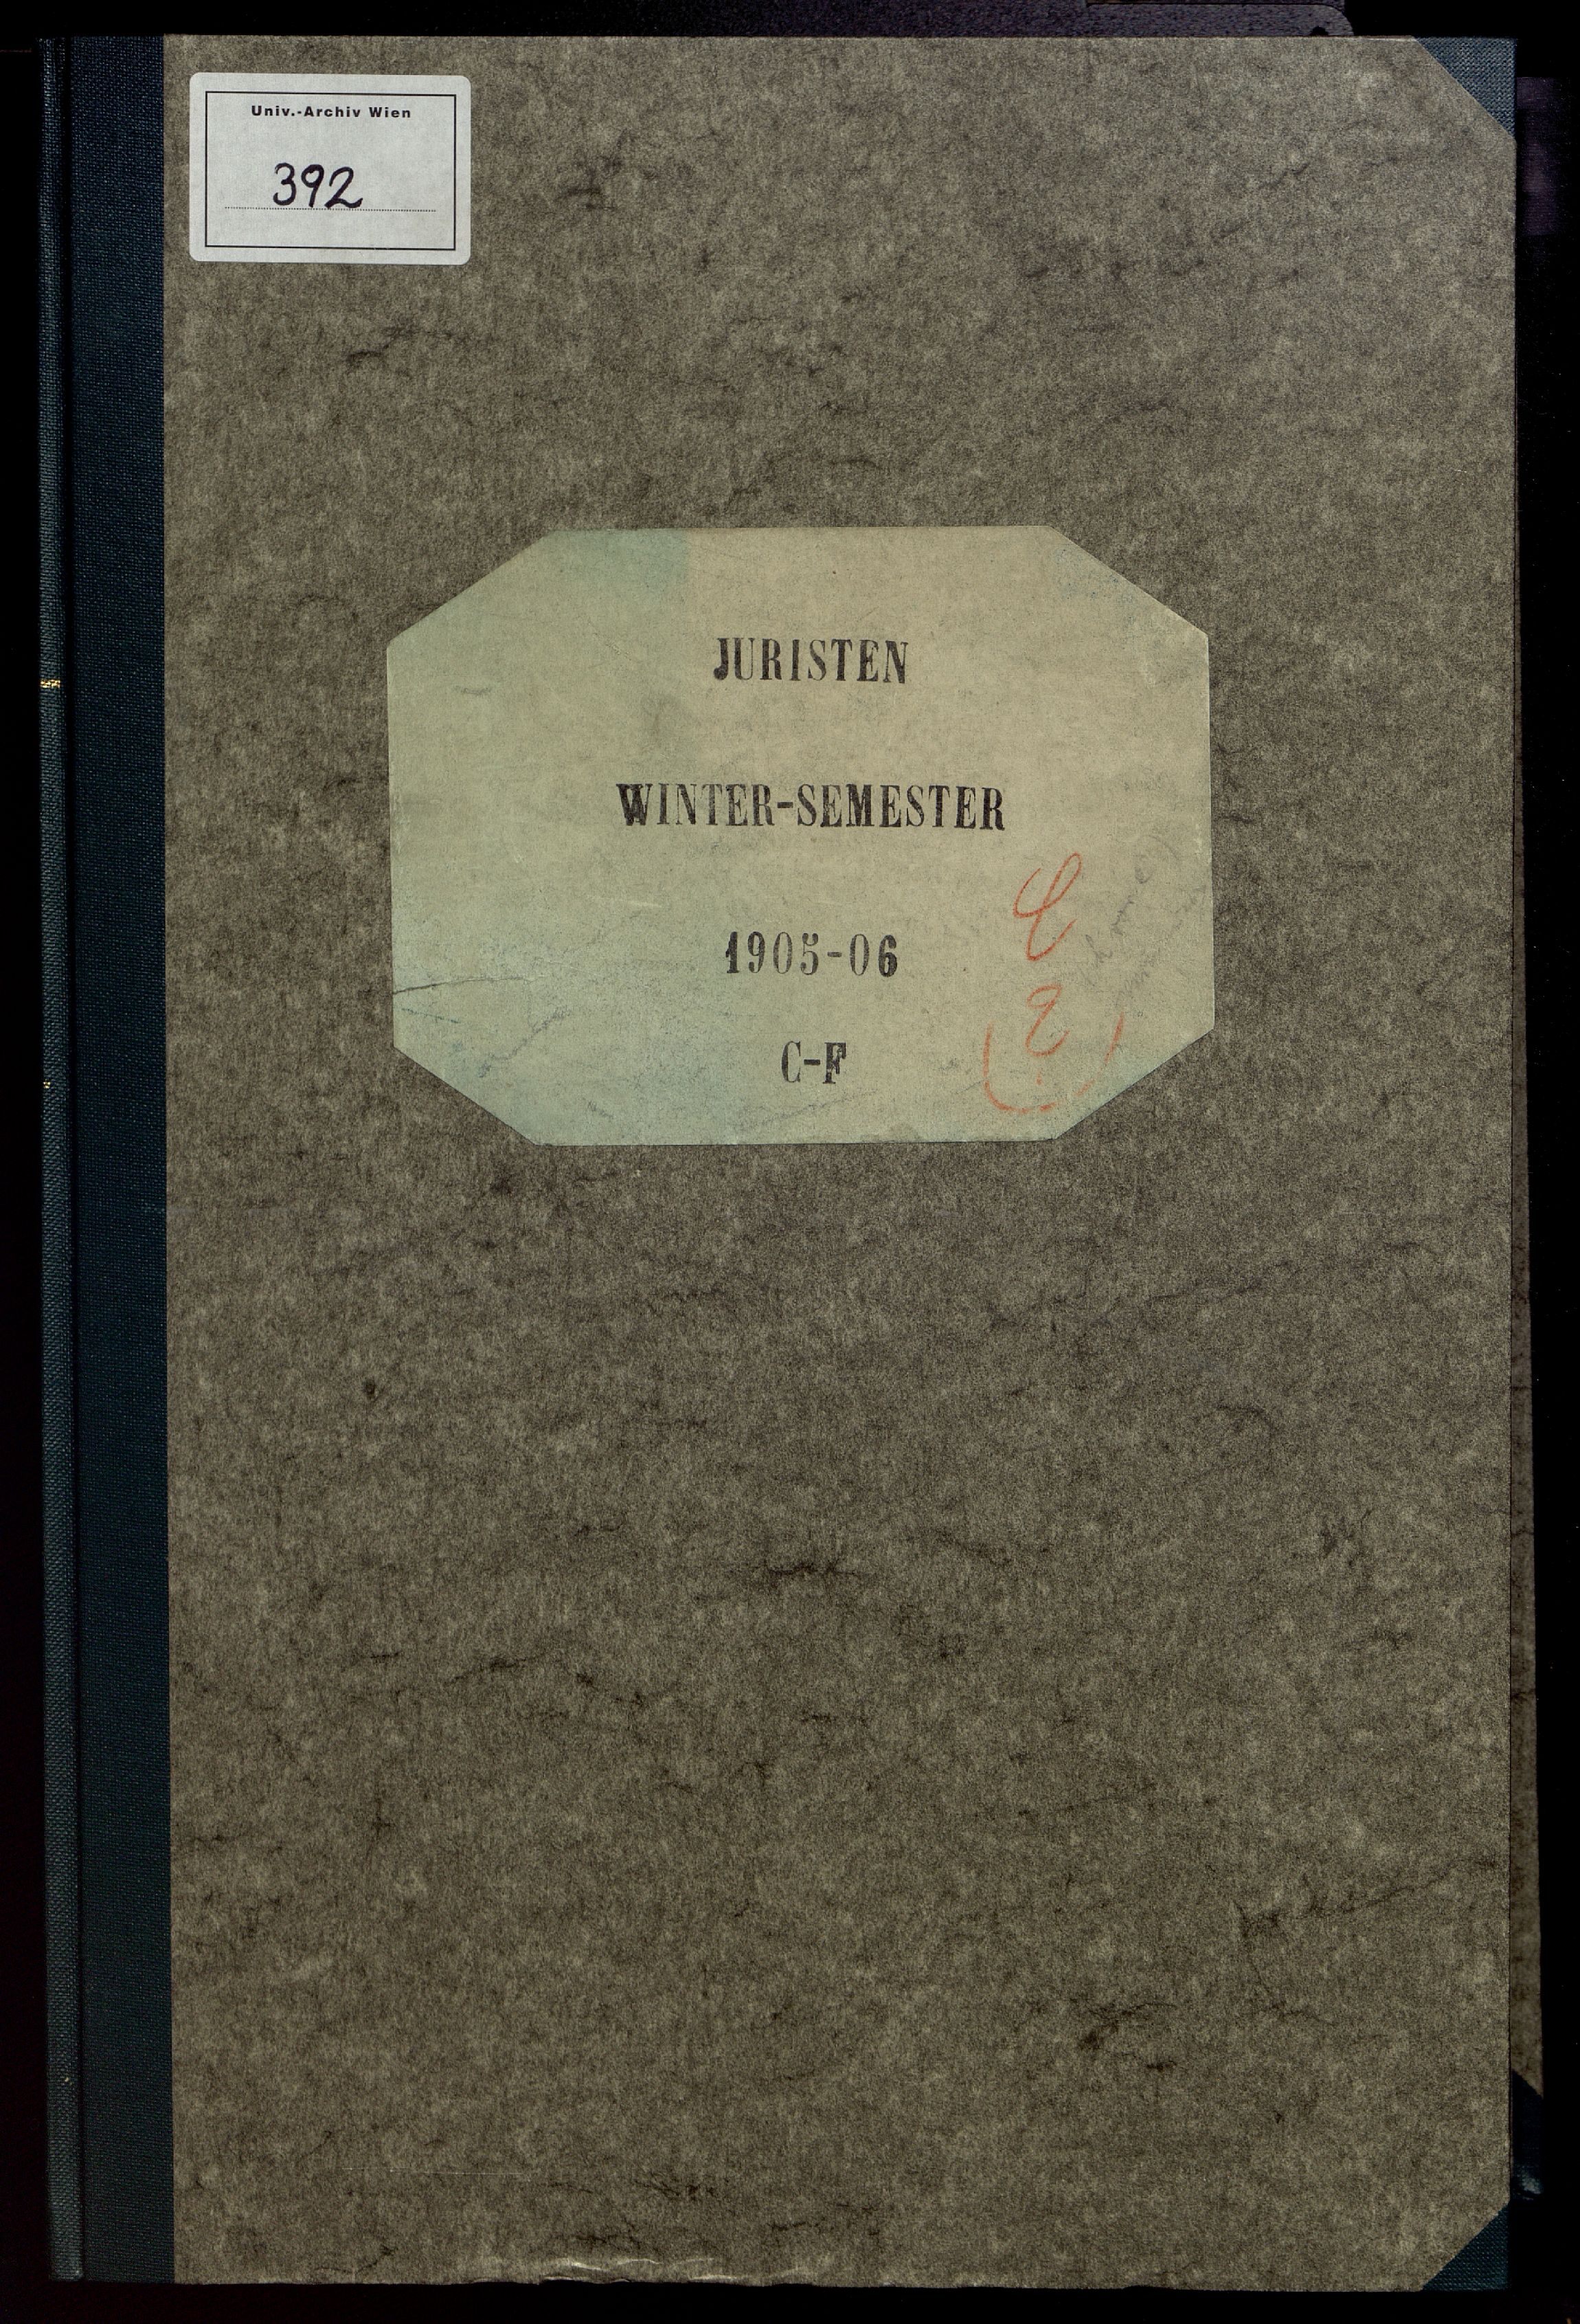 Univ.-Archiv Wien
392
JURISTEN
WINTER-SEMESTER
1905-06
C-F